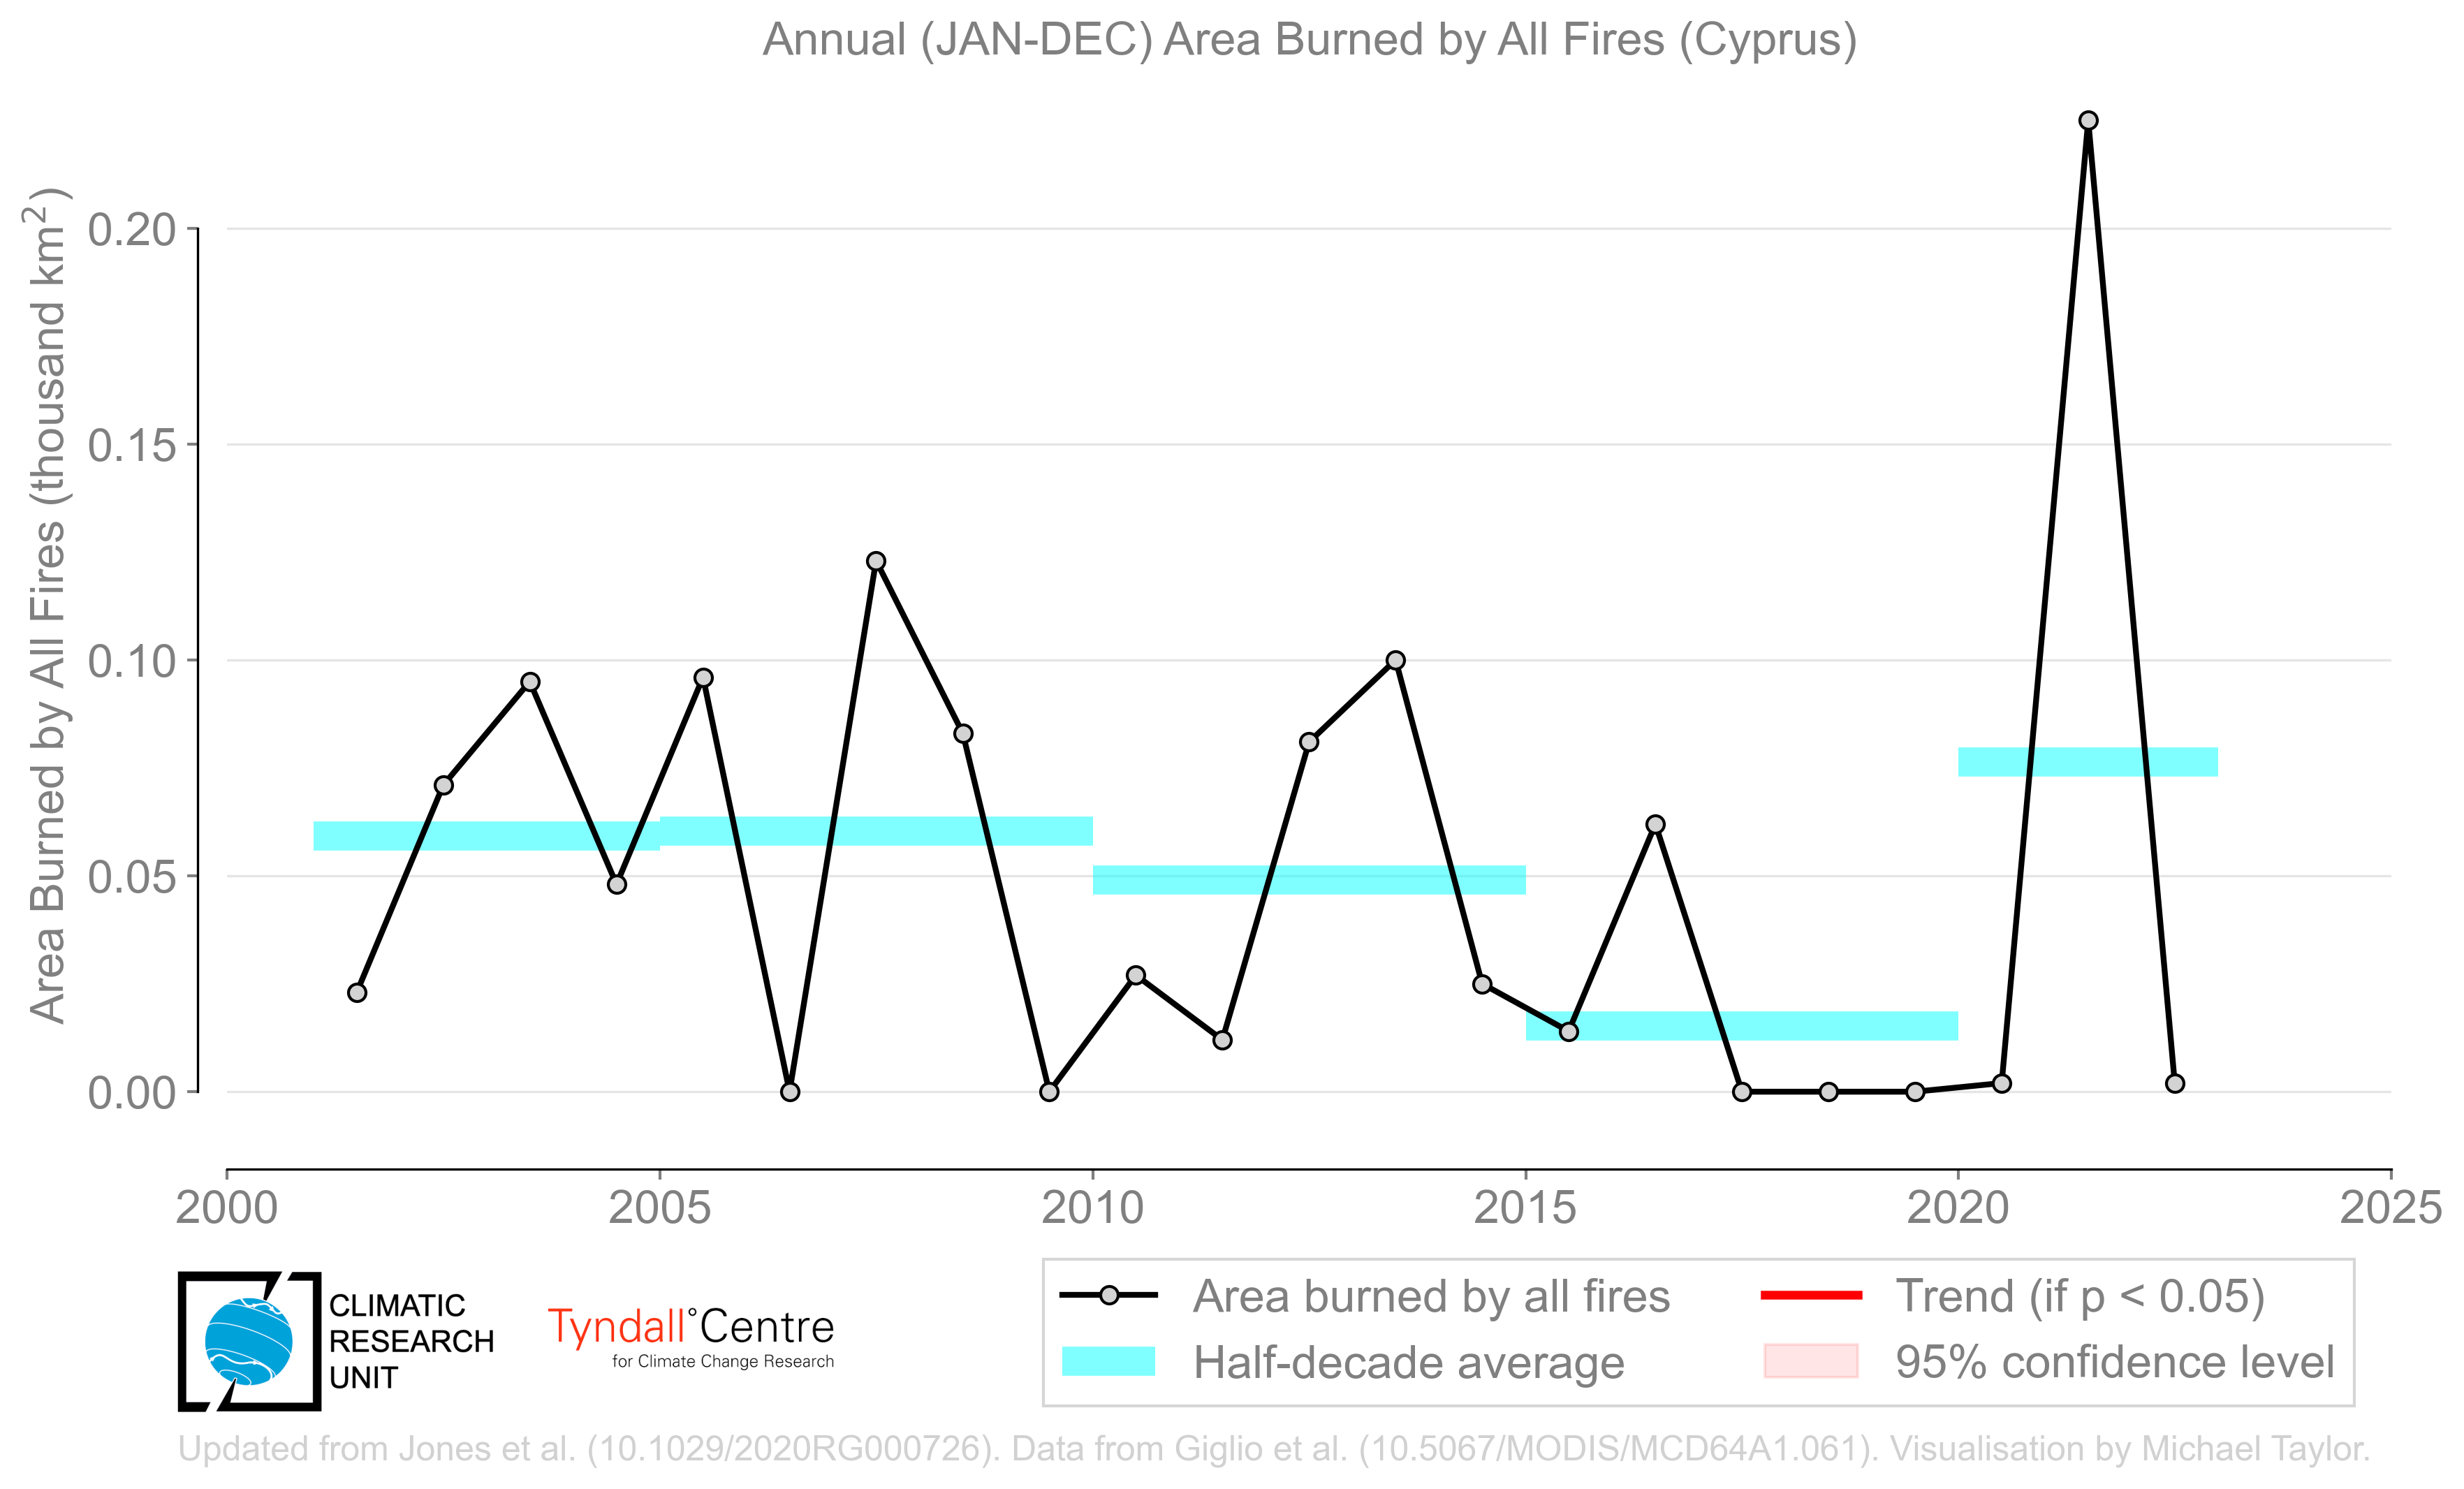 Annual (JAN-DEC) Area Burned by All Fires (Cyprus)
Area Burned by All Fires (thousand km²)
0.20
0.15
0.10
0.05
0.00
2000 2005 2010 2015 2020 2025
CLIMATIC
RESEARCH
UNIT
Tyndall°Centre
for Climate Change Research
Area burned by all fires
Half-decade average
Trend (if p < 0.05)
95% confidence level
Updated from Jones et al. (10.1029/2020RG000726). Data from Giglio et al. (10.5067/MODIS/MCD64A1.061). Visualisation by Michael Taylor.